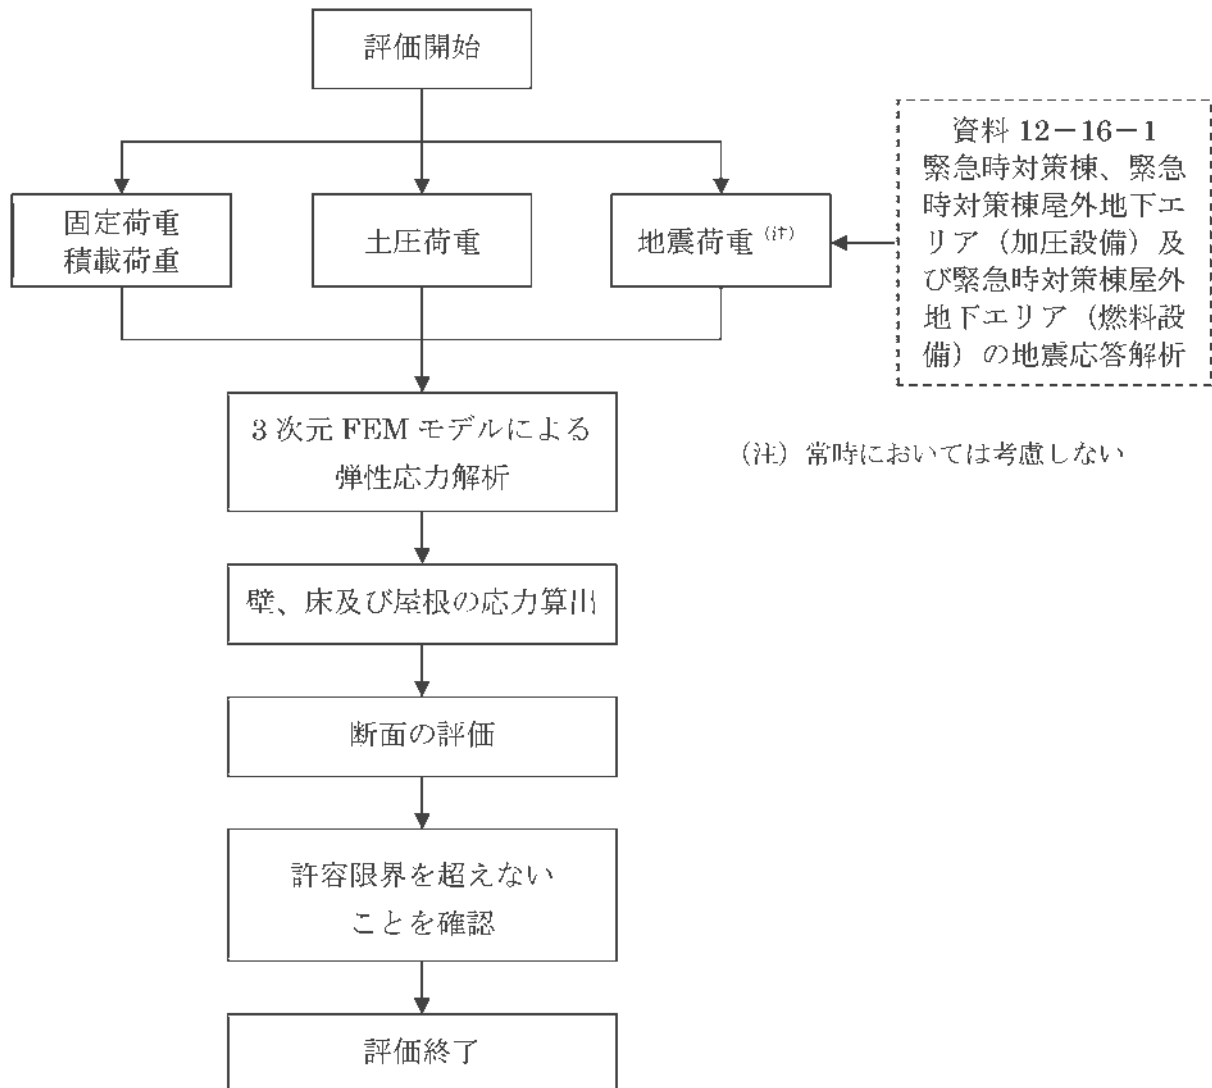 評価開始
資料 12－16－1
緊急時対策棟、緊急
時対策棟屋外地下エ
リア（加圧設備）及
び緊急時対策棟屋外
地下エリア（燃料設
備）の地震応答解析
固定荷重
積載荷重
土圧荷重
地震荷重（注）
3 次元 FEM モデルによる
弾性応力解析
（注）常時においては考慮しない
壁、床及び屋根の応力算出
断面の評価
許容限界を超えない
ことを確認
評価終了